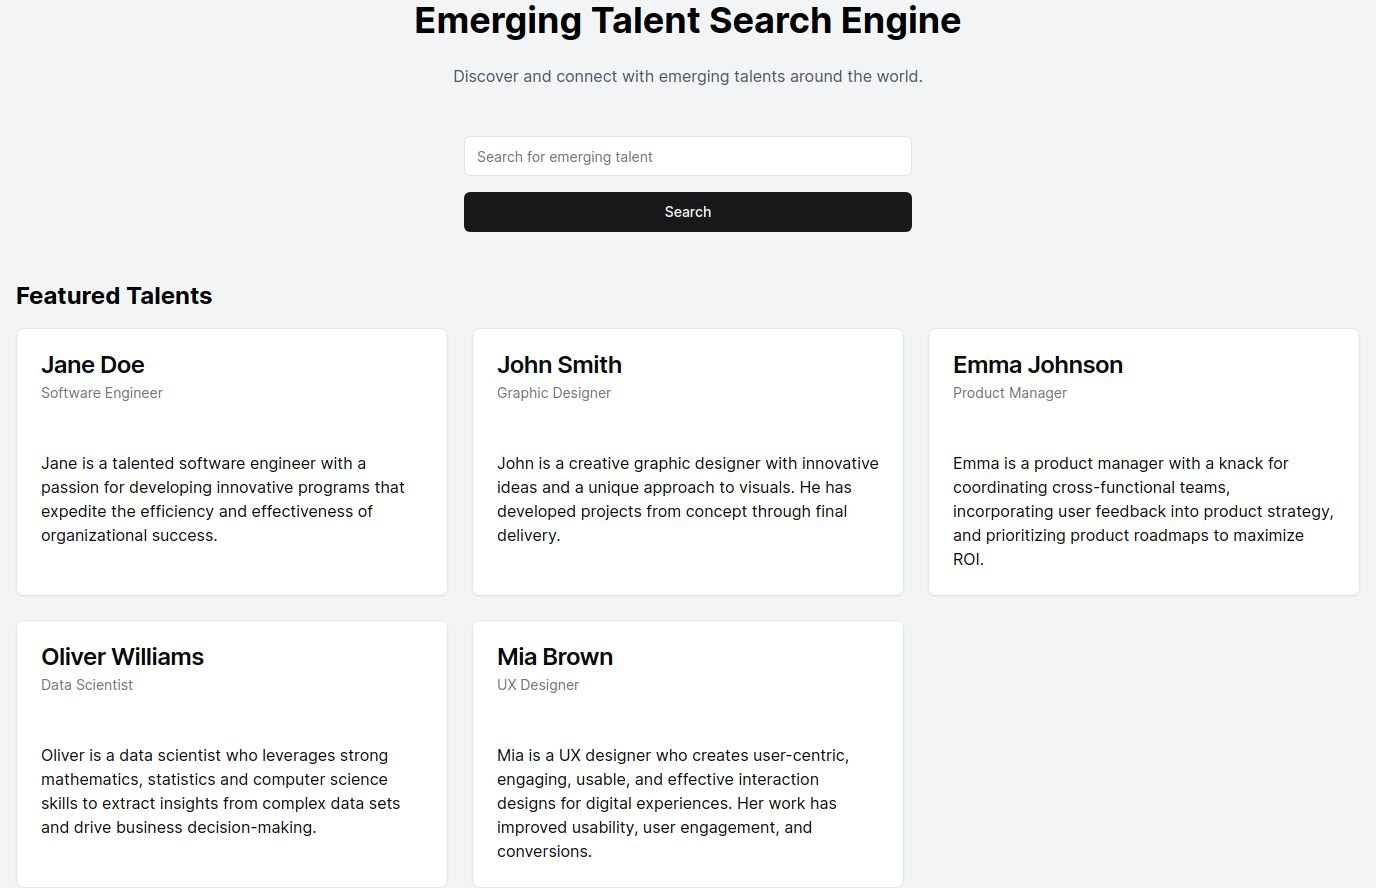 Emerging Talent Search Engine
Discover and connect with emerging talents around the world.
Search for emerging talent
Search
Featured Talents
Jane Doe
Software Engineer
Jane is a talented software engineer with a
passion for developing innovative programs that
expedite the efficiency and effectiveness of
organizational success.
John Smith
Graphic Designer
John is a creative graphic designer with innovative
ideas and a unique approach to visuals. He has
developed projects from concept through final
delivery.
Emma Johnson
Product Manager
Emma is a product manager with a knack for
coordinating cross-functional teams,
incorporating user feedback into product strategy,
and prioritizing product roadmaps to maximize
ROI.
Oliver Williams
Data Scientist
Oliver is a data scientist who leverages strong
mathematics, statistics and computer science
skills to extract insights from complex data sets
and drive business decision-making.
Mia Brown
UX Designer
Mia is a UX designer who creates user-centric,
engaging, usable, and effective interaction
designs for digital experiences. Her work has
improved usability, user engagement, and
conversions.